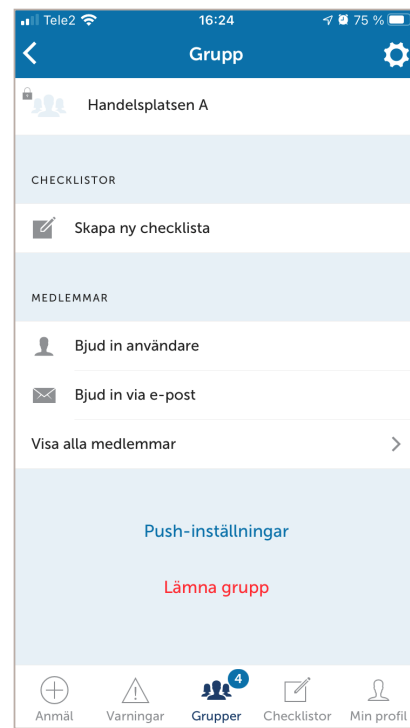 Tele2 16:24 75 %
Grupp
Handelsplatsen A
CHECKLISTOR
Skapa ny checklista
MEDLEMMAR
Bjud in användare
Bjud in via e-post
Visa alla medlemmar
Push-inställningar
Lämna grupp
4
Anmäl Varningar Grupper Checklistor Min profil